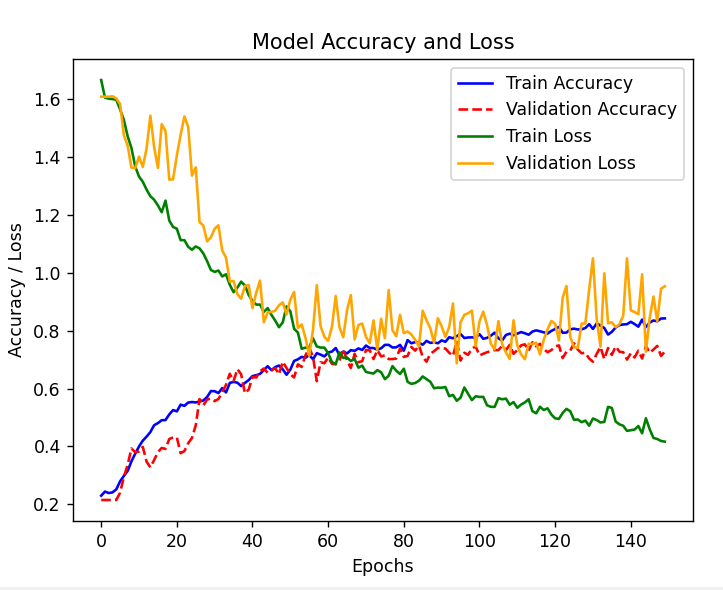 Model Accuracy and Loss
Train Accuracy
Validation Accuracy
Train Loss
Validation Loss
Accuracy / Loss
1.6
1.4
1.2
1.0
0.8
0.6
0.4
0.2
0 20 40 60 80 100 120 140
Epochs